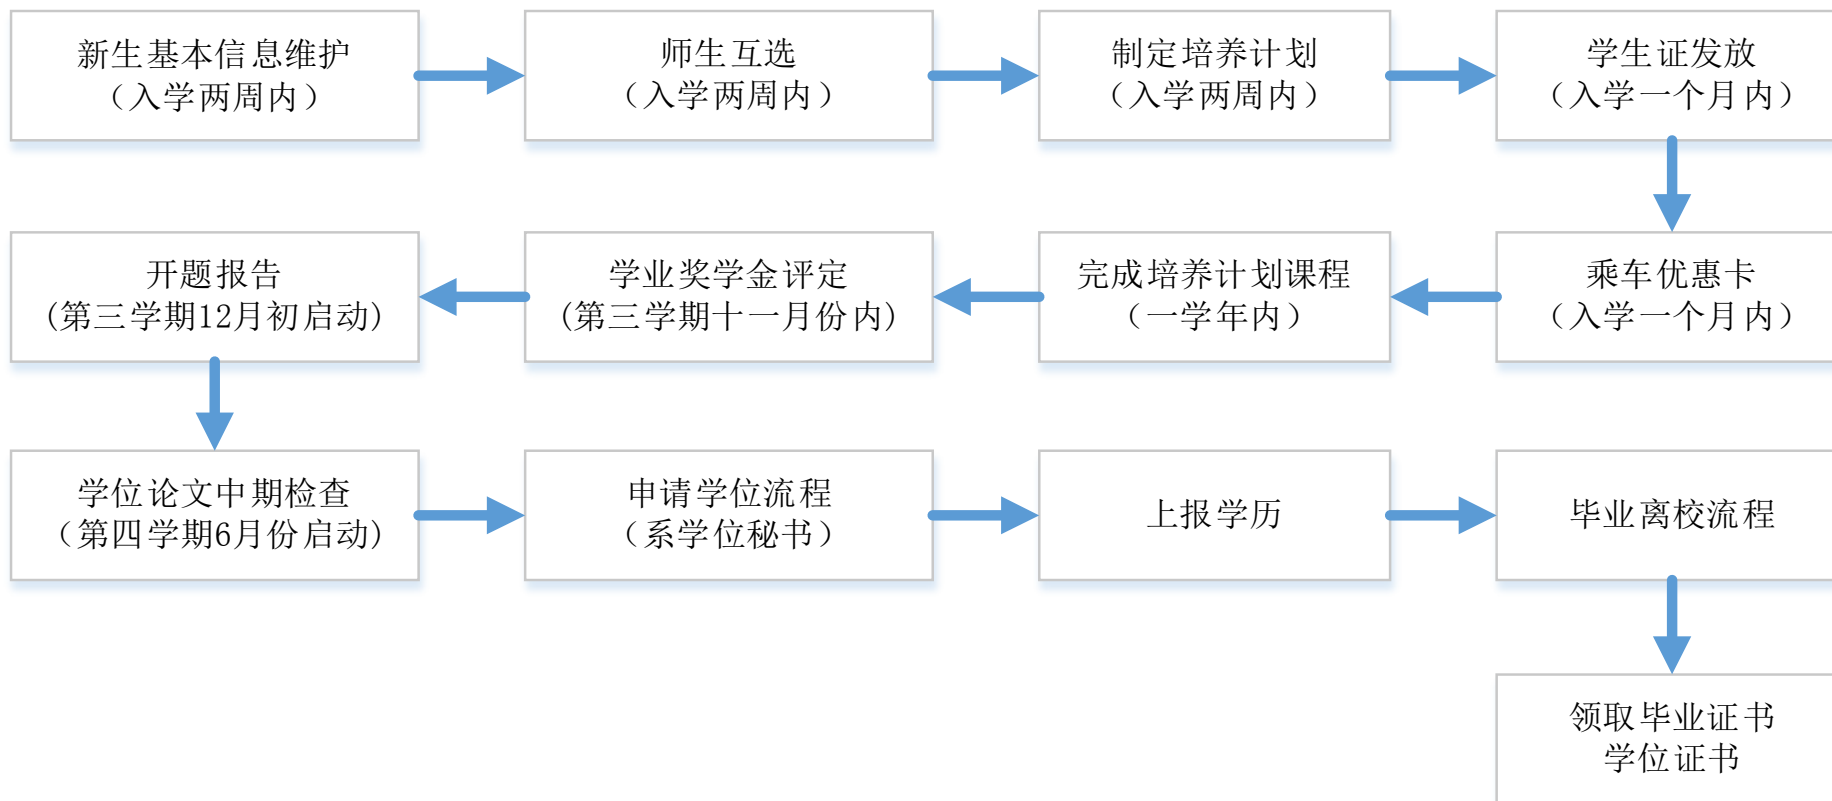 新生基本信息维护
（入学两周内）
师生互选
（入学两周内）
制定培养计划
（入学两周内）
学生证发放
（入学一个月内）
乘车优惠卡
（入学一个月内）
完成培养计划课程
（一学年内）
学业奖学金评定
(第三学期十一月份内)
开题报告
(第三学期12月初启动)
学位论文中期检查
（第四学期6月份启动)
申请学位流程
（系学位秘书）
上报学历
毕业离校流程
领取毕业证书
学位证书